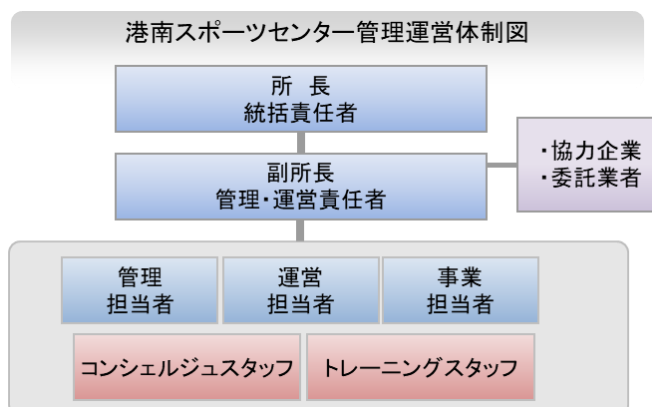 港南スポーツセンター管理運営体制図
所 長
統括責任者
副所長
管理・運営責任者
・協力企業
・委託業者
管理
担当者
運営
担当者
事業
担当者
コンシェルジュスタッフ
トレーニングスタッフ